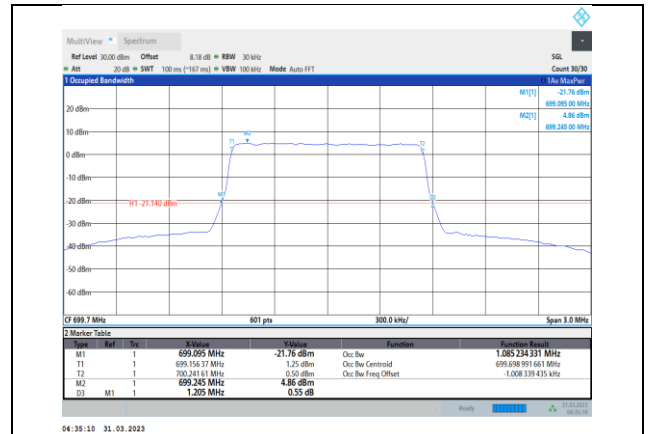 MultiView Spectrum
Ref Level 30.00 dBm Offset 8.18 dB RBW 30 kHz SGL
Att 20 dB SWT 100 ms (~167 ms) VBW 100 kHz Mode Auto FFT Count 30/30
1 Occupied Bandwidth 1Av MaxPwr
M1[1] -21.76 dBm
699.095 00 MHz
M2[1] 4.86 dBm
699.245 00 MHz
20 dBm
10 dBm
T1 M2 T2
0 dBm
-10 dBm
M1
-20 dBm H1 -21.140 dBm D3
-30 dBm
-40 dBm
-50 dBm
-60 dBm
CF 699.7 MHz 601 pts 300.0 kHz/ Span 3.0 MHz
2 Marker Table
Type Ref Trc X-Value Y-Value Function Function Result
M1 1 699.095 MHz -21.76 dBm Occ Bw 1.085 234 331 MHz
T1 1 699.156 37 MHz 1.25 dBm Occ Bw Centroid 699.698 991 661 MHz
T2 1 700.241 61 MHz 0.50 dBm Occ Bw Freq Offset -1.008 339 435 kHz
M2 1 699.245 MHz 4.86 dBm
D3 M1 1 1.205 MHz 0.55 dB
Ready 31.03.2023
04:35:10
04:35:10 31.03.2023